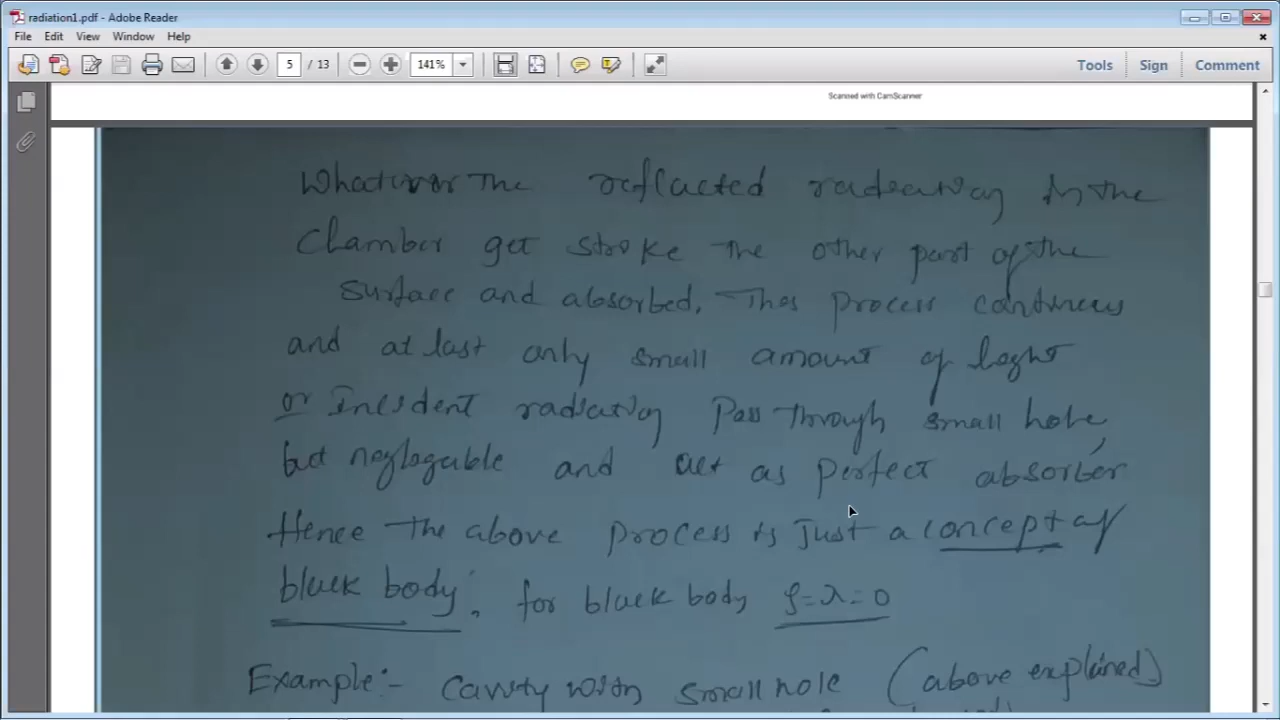 radiation1.pdf - Adobe Reader
File Edit View Window Help
5 / 13 141% Tools Sign Comment
Scanned with CamScanner
Whatever The reflected radiation in the
Chamber get stroke the other part of the
surface and absorbed. This process continues
and at last only small amount of light
or Incident radiation Pass through small hole,
but neglegable and act as perfect absorber
Hence the above process is Just a concept of
black body. for black body ρ=λ=0
Example:- Cavity with small hole (above explained)